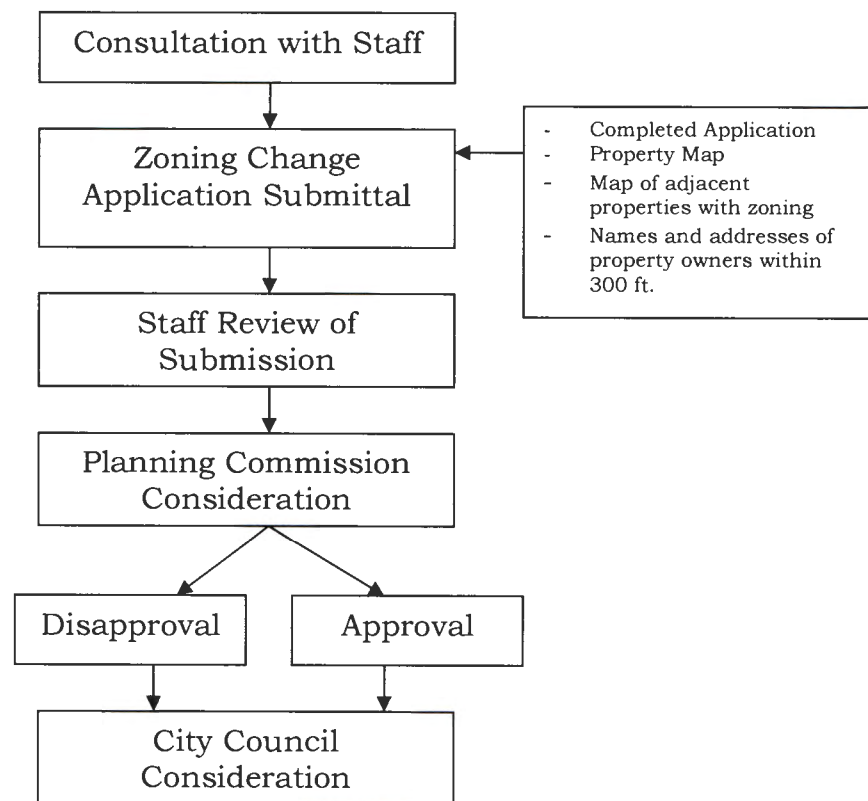 Consultation with Staff
Zoning Change
Application Submittal
- Completed Application
- Property Map
- Map of adjacent
properties with zoning
- Names and addresses of
property owners within
300 ft.
Staff Review of
Submission
Planning Commission
Consideration
Disapproval
Approval
City Council
Consideration